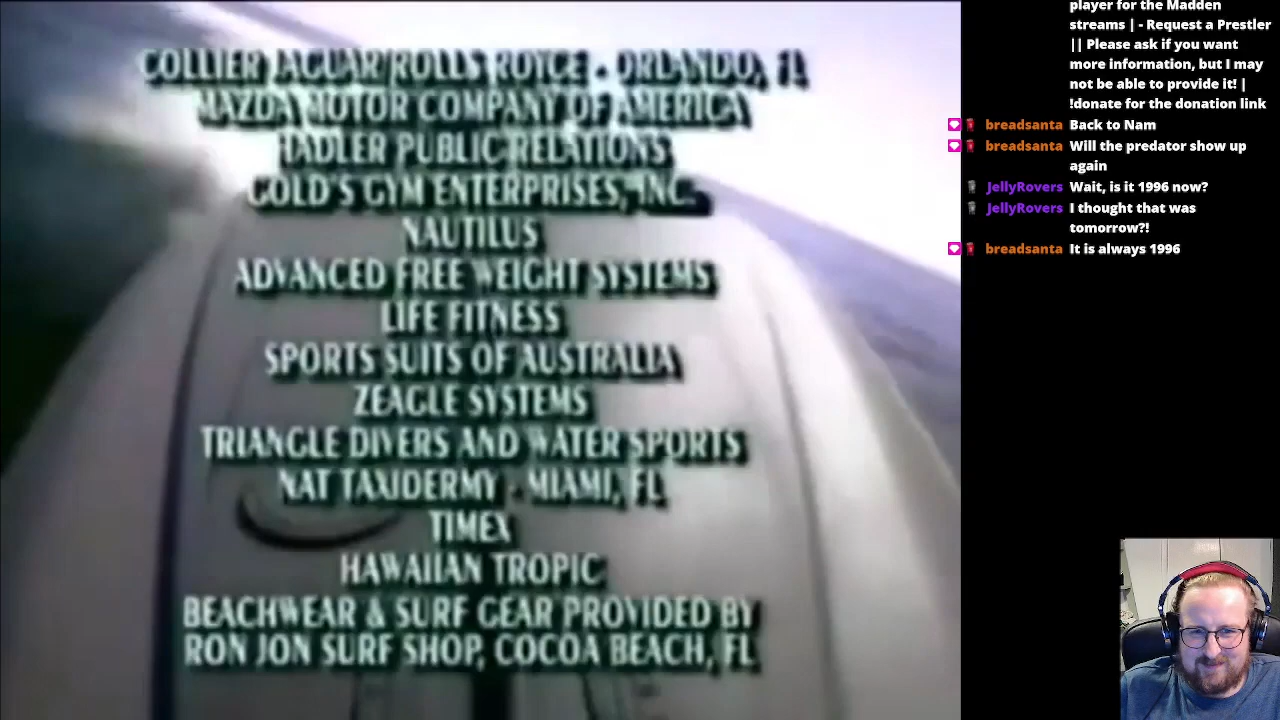 COLLIER JAGUAR/ROLLS ROYCE - ORLANDO, FL
MAZDA MOTOR COMPANY OF AMERICA
HADLER PUBLIC RELATIONS
GOLD'S GYM ENTERPRISES, INC.
NAUTILUS
ADVANCED FREE WEIGHT SYSTEMS
LIFE FITNESS
SPORTS SUITS OF AUSTRALIA
ZEAGLE SYSTEMS
TRIANGLE DIVERS AND WATER SPORTS
NAT TAXIDERMY - MIAMI, FL
TIMEX
HAWAIIAN TROPIC
BEACHWEAR & SURF GEAR PROVIDED BY
RON JON SURF SHOP, COCOA BEACH, FL
player for the Madden
streams | - Request a Prestler
|| Please ask if you want
more information, but I may
not be able to provide it! |
!donate for the donation link
breadsanta Back to Nam
breadsanta Will the predator show up
again
JellyRovers Wait, is it 1996 now?
JellyRovers I thought that was
tomorrow?!
breadsanta It is always 1996